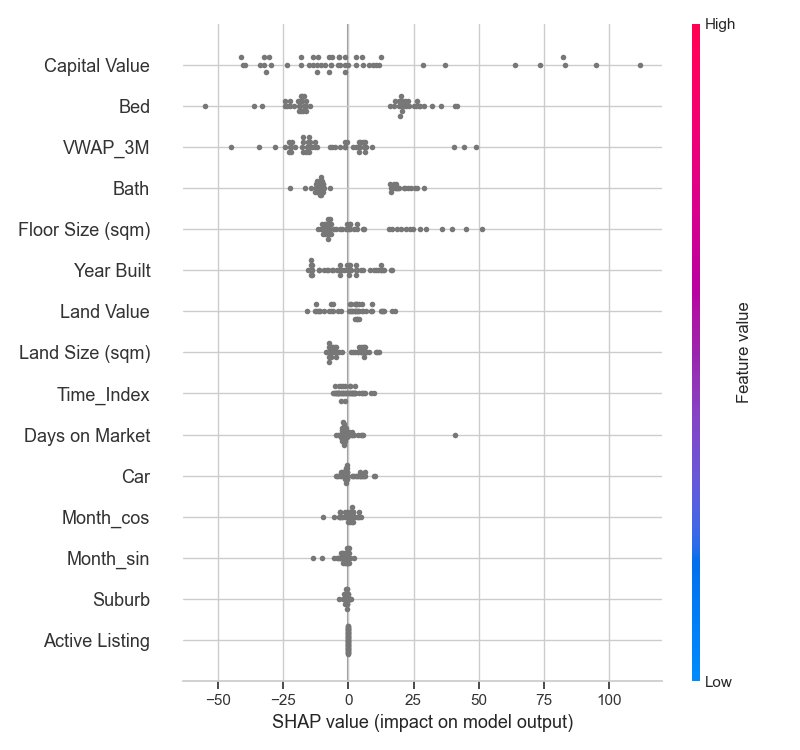 High
Capital Value
Bed
VWAP_3M
Bath
Floor Size (sqm)
Year Built
Land Value
Land Size (sqm)
Time_Index
Days on Market
Car
Month_cos
Month_sin
Suburb
Active Listing
Feature value
Low
−50 −25 0 25 50 75 100
SHAP value (impact on model output)